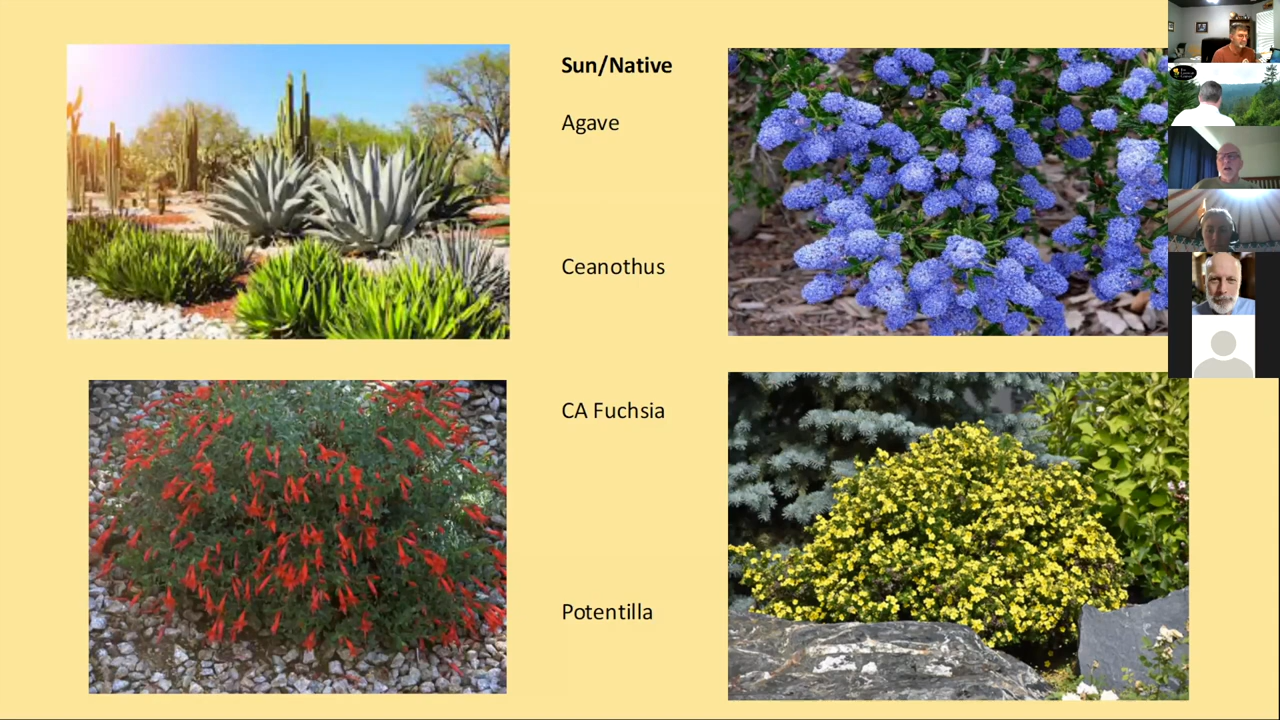 Sun/Native
Agave
Ceanothus
CA Fuchsia
Potentilla